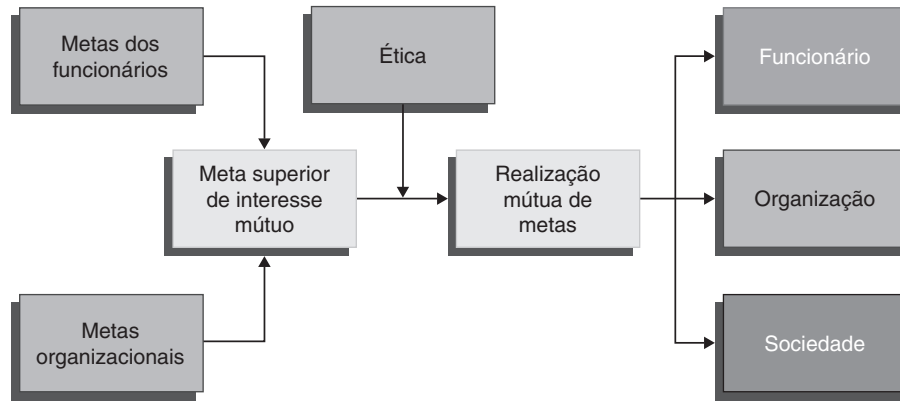 Metas dos
funcionários
Ética
Funcionário
Meta superior
de interesse
mútuo
Realização
mútua de
metas
Organização
Metas
organizacionais
Sociedade